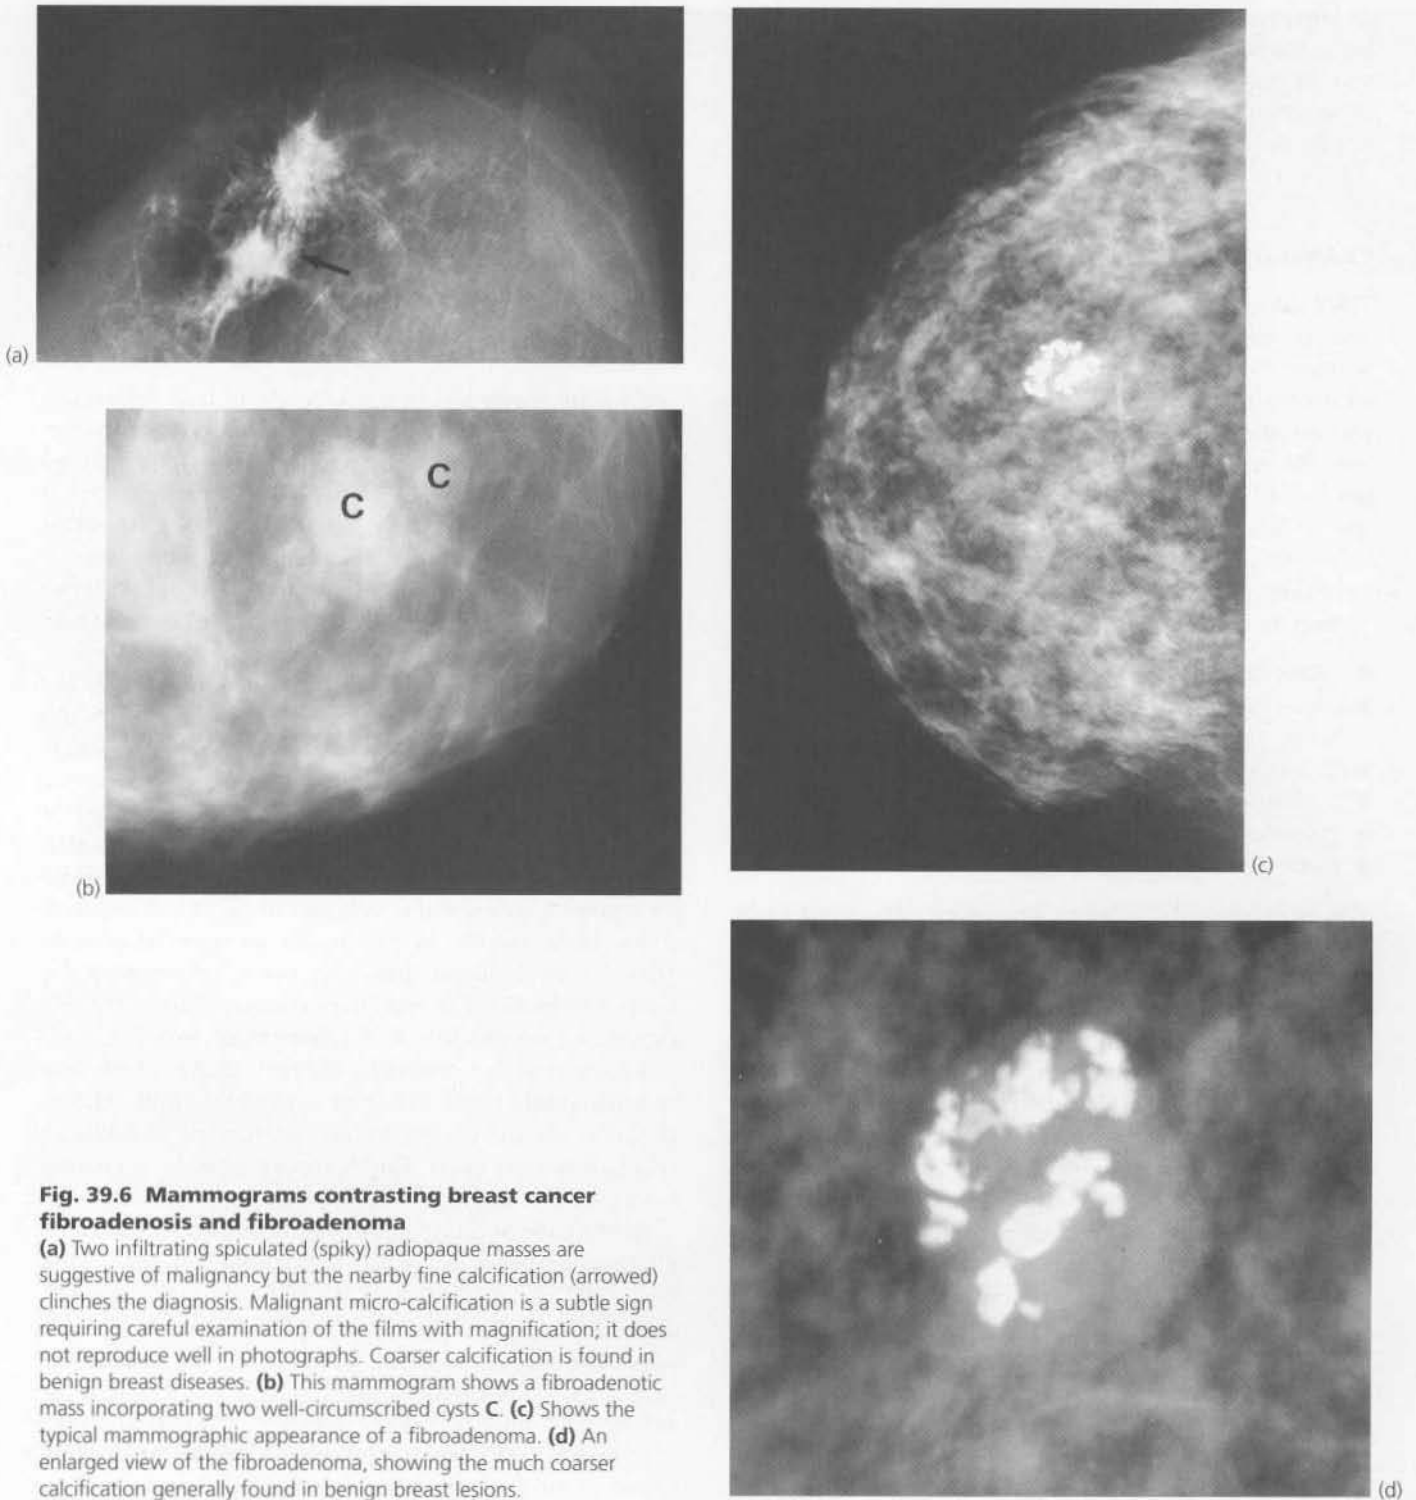 (a)
C
C
(b)
(c)
(d)
Fig. 39.6 Mammograms contrasting breast cancer
fibroadenosis and fibroadenoma
(a) Two infiltrating spiculated (spiky) radiopaque masses are
suggestive of malignancy but the nearby fine calcification (arrowed)
clinches the diagnosis. Malignant micro-calcification is a subtle sign
requiring careful examination of the films with magnification; it does
not reproduce well in photographs. Coarser calcification is found in
benign breast diseases. (b) This mammogram shows a fibroadenotic
mass incorporating two well-circumscribed cysts C. (c) Shows the
typical mammographic appearance of a fibroadenoma. (d) An
enlarged view of the fibroadenoma, showing the much coarser
calcification generally found in benign breast lesions.